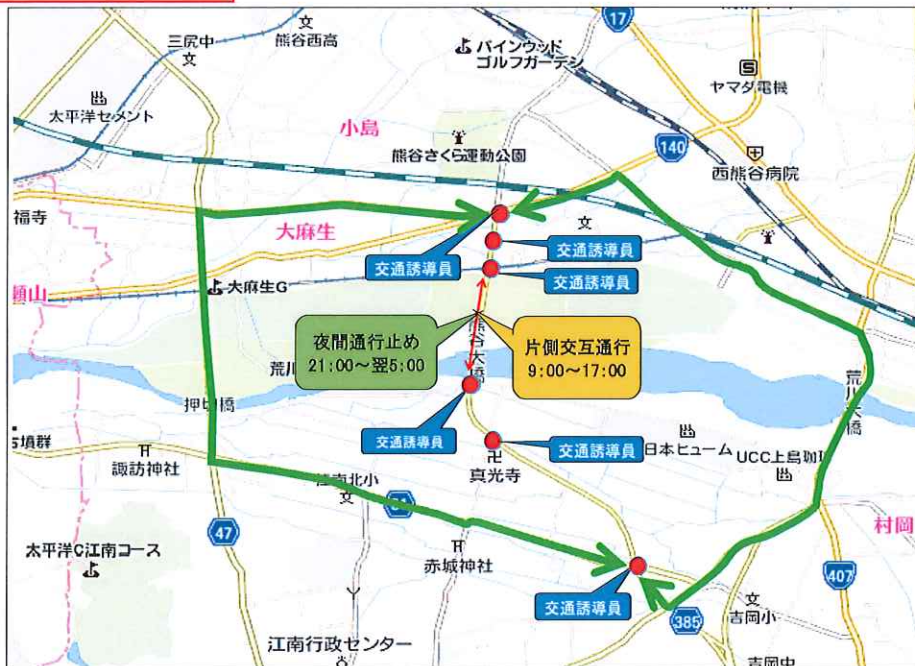 文
熊谷西高
17
三尻中
文
パインウッド
ゴルフガーデン
S
ヤマダ電機
太平洋セメント
小島
熊谷さくら運動公園
140
西熊谷病院
福寺
大麻生
文
交通誘導員
交通誘導員
交通誘導員
大麻生G
夜間通行止め
21:00～翌5:00
熊谷大橋
片側交互通行
9:00～17:00
押切橋
荒川大橋
交通誘導員
交通誘導員
日本ヒューム
UCC上島珈
諏訪神社
江南北小
文
卍
真光寺
村岡
47
太平洋C江南コース
赤城神社
407
交通誘導員
文
吉岡小
385
江南行政センター
吉岡中